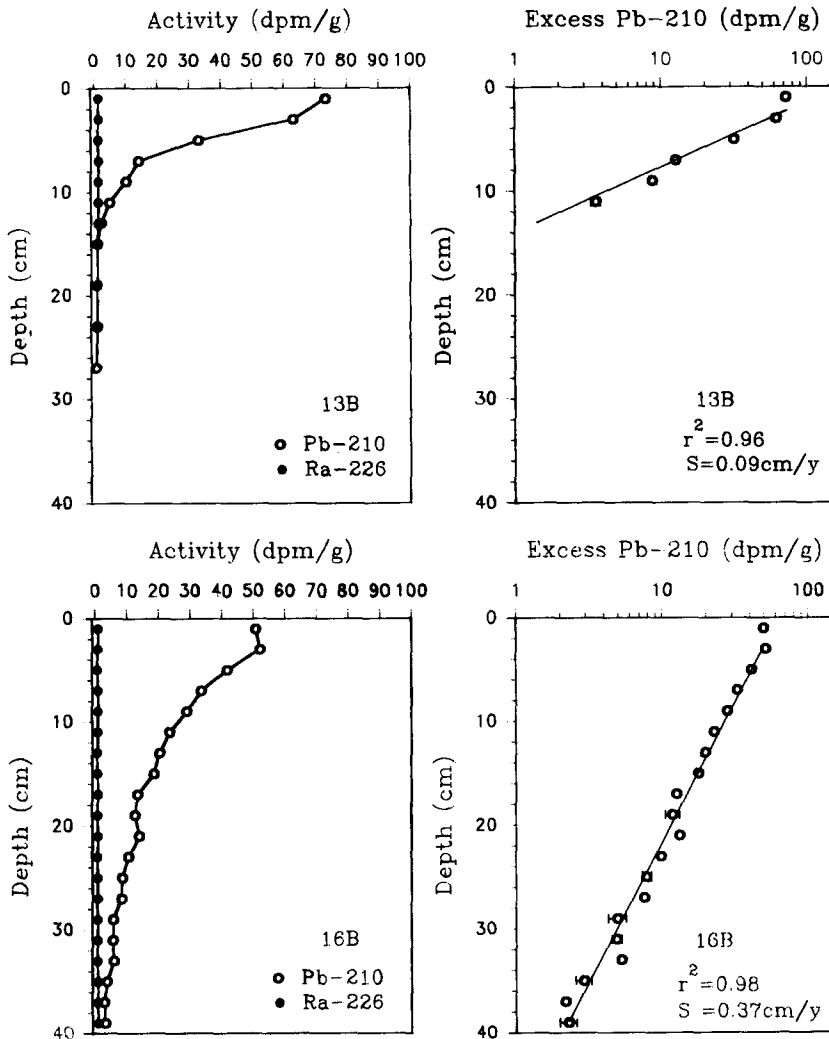 Activity (dpm/g)
0 10 20 30 40 50 60 70 80 90 100
0
10
20
30
40
Depth (cm)
13B
Pb-210
Ra-226
Excess Pb-210 (dpm/g)
1 10 100
0
10
20
30
40
Depth (cm)
13B
r²=0.96
S=0.09cm/y
Activity (dpm/g)
0 10 20 30 40 50 60 70 80 90 100
0
10
20
30
40
Depth (cm)
16B
Pb-210
Ra-226
Excess Pb-210 (dpm/g)
1 10 100
0
10
20
30
40
Depth (cm)
16B
r²=0.98
S =0.37cm/y